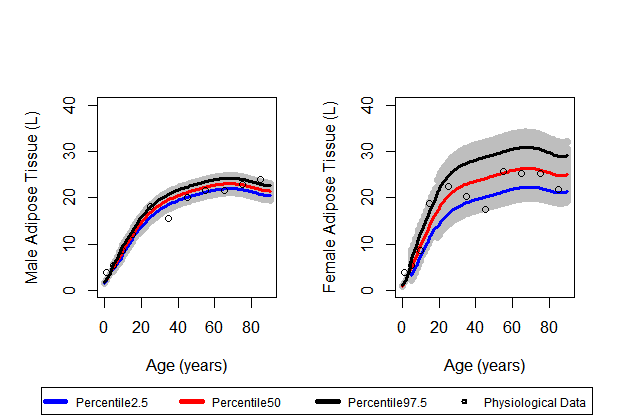 Male Adipose Tissue (L)
0 10 20 30 40
0 20 40 60 80
Age (years)
Female Adipose Tissue (L)
0 10 20 30 40
0 20 40 60 80
Age (years)
Percentile2.5 Percentile50 Percentile97.5 Physiological Data